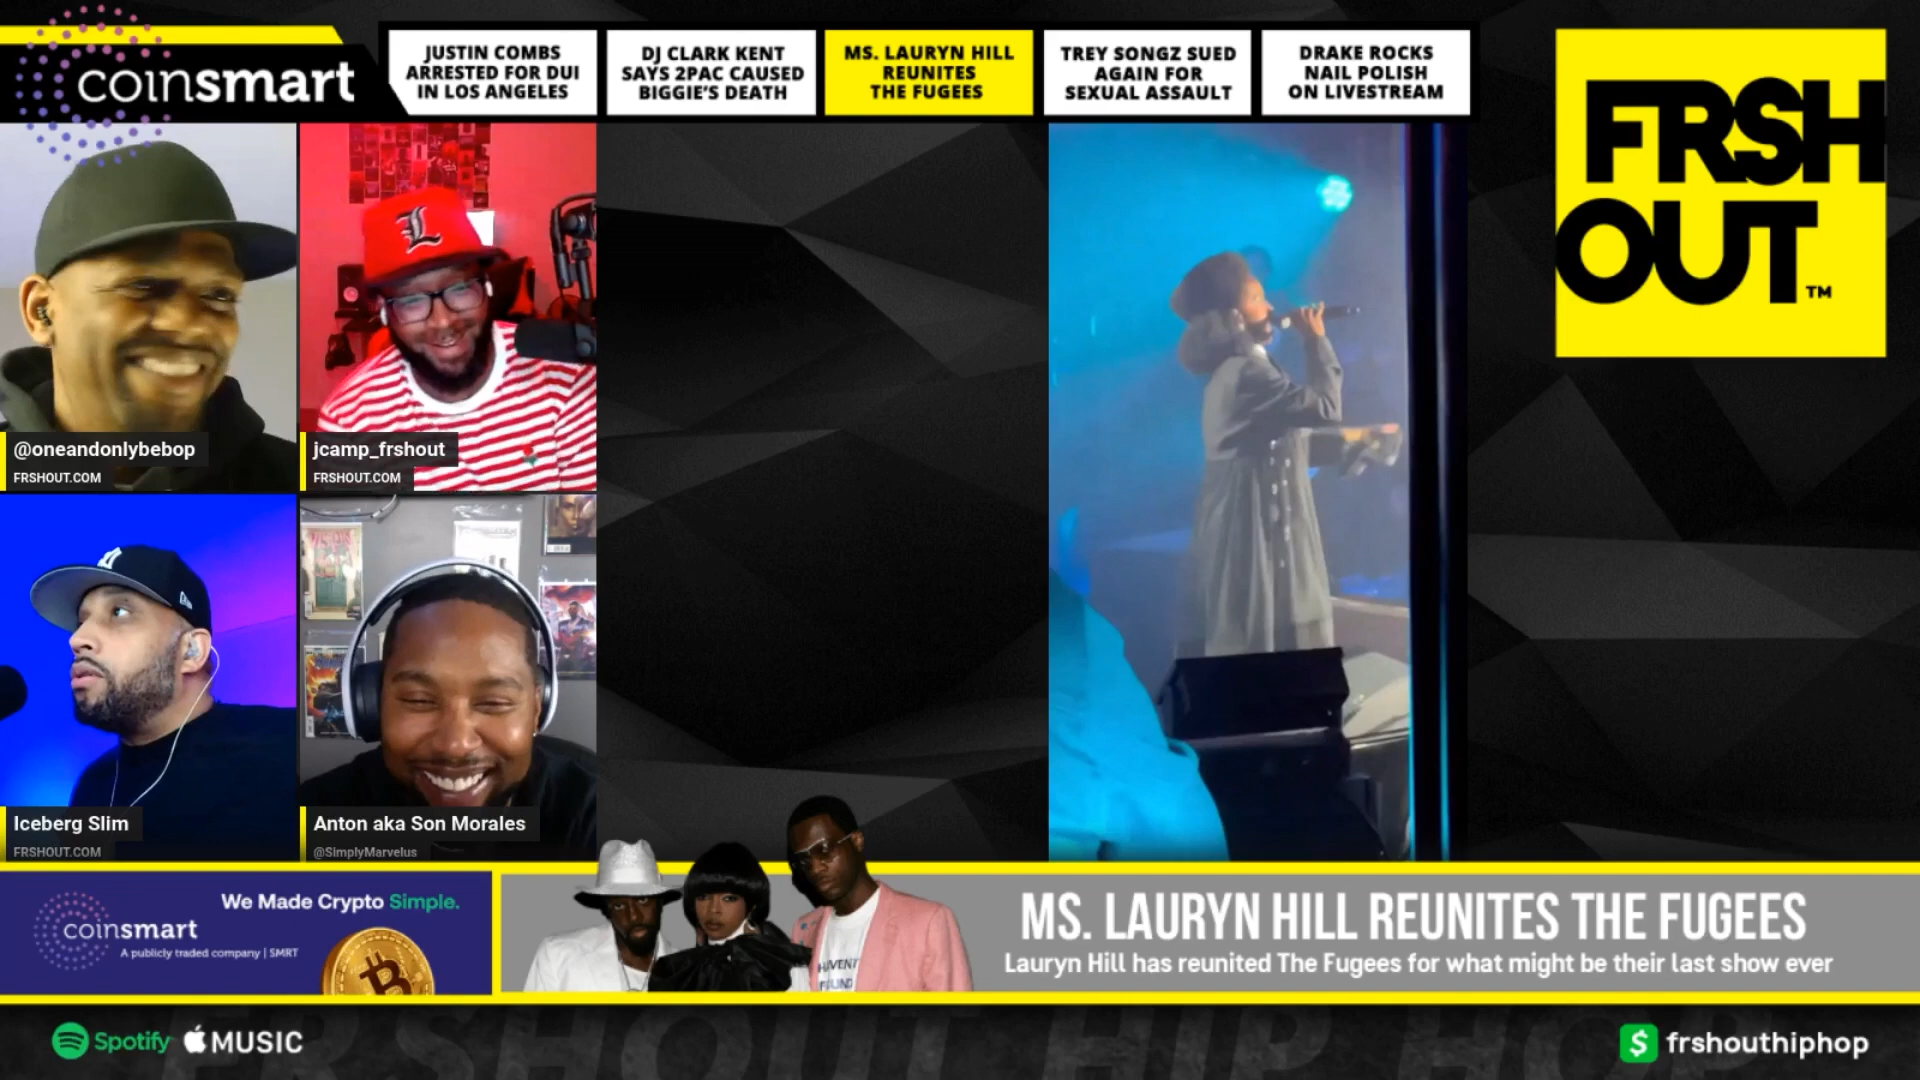 coinsmart
JUSTIN COMBS
ARRESTED FOR DUI
IN LOS ANGELES
DJ CLARK KENT
SAYS 2PAC CAUSED
BIGGIE'S DEATH
MS. LAURYN HILL
REUNITES
THE FUGEES
TREY SONGZ SUED
AGAIN FOR
SEXUAL ASSAULT
DRAKE ROCKS
NAIL POLISH
ON LIVESTREAM
FRSH
OUT™
L
@oneandonlybebop
FRSHOUT.COM
jcamp_frshout
FRSHOUT.COM
Iceberg Slim
FRSHOUT.COM
Anton aka Son Morales
@SimplyMarvelus
We Made Crypto Simple.
coinsmart
A publicly traded company | SMRT
MS. LAURYN HILL REUNITES THE FUGEES
Lauryn Hill has reunited The Fugees for what might be their last show ever
Spotify MUSIC
FRSHOUT HIP HOP
$ frshouthiphop